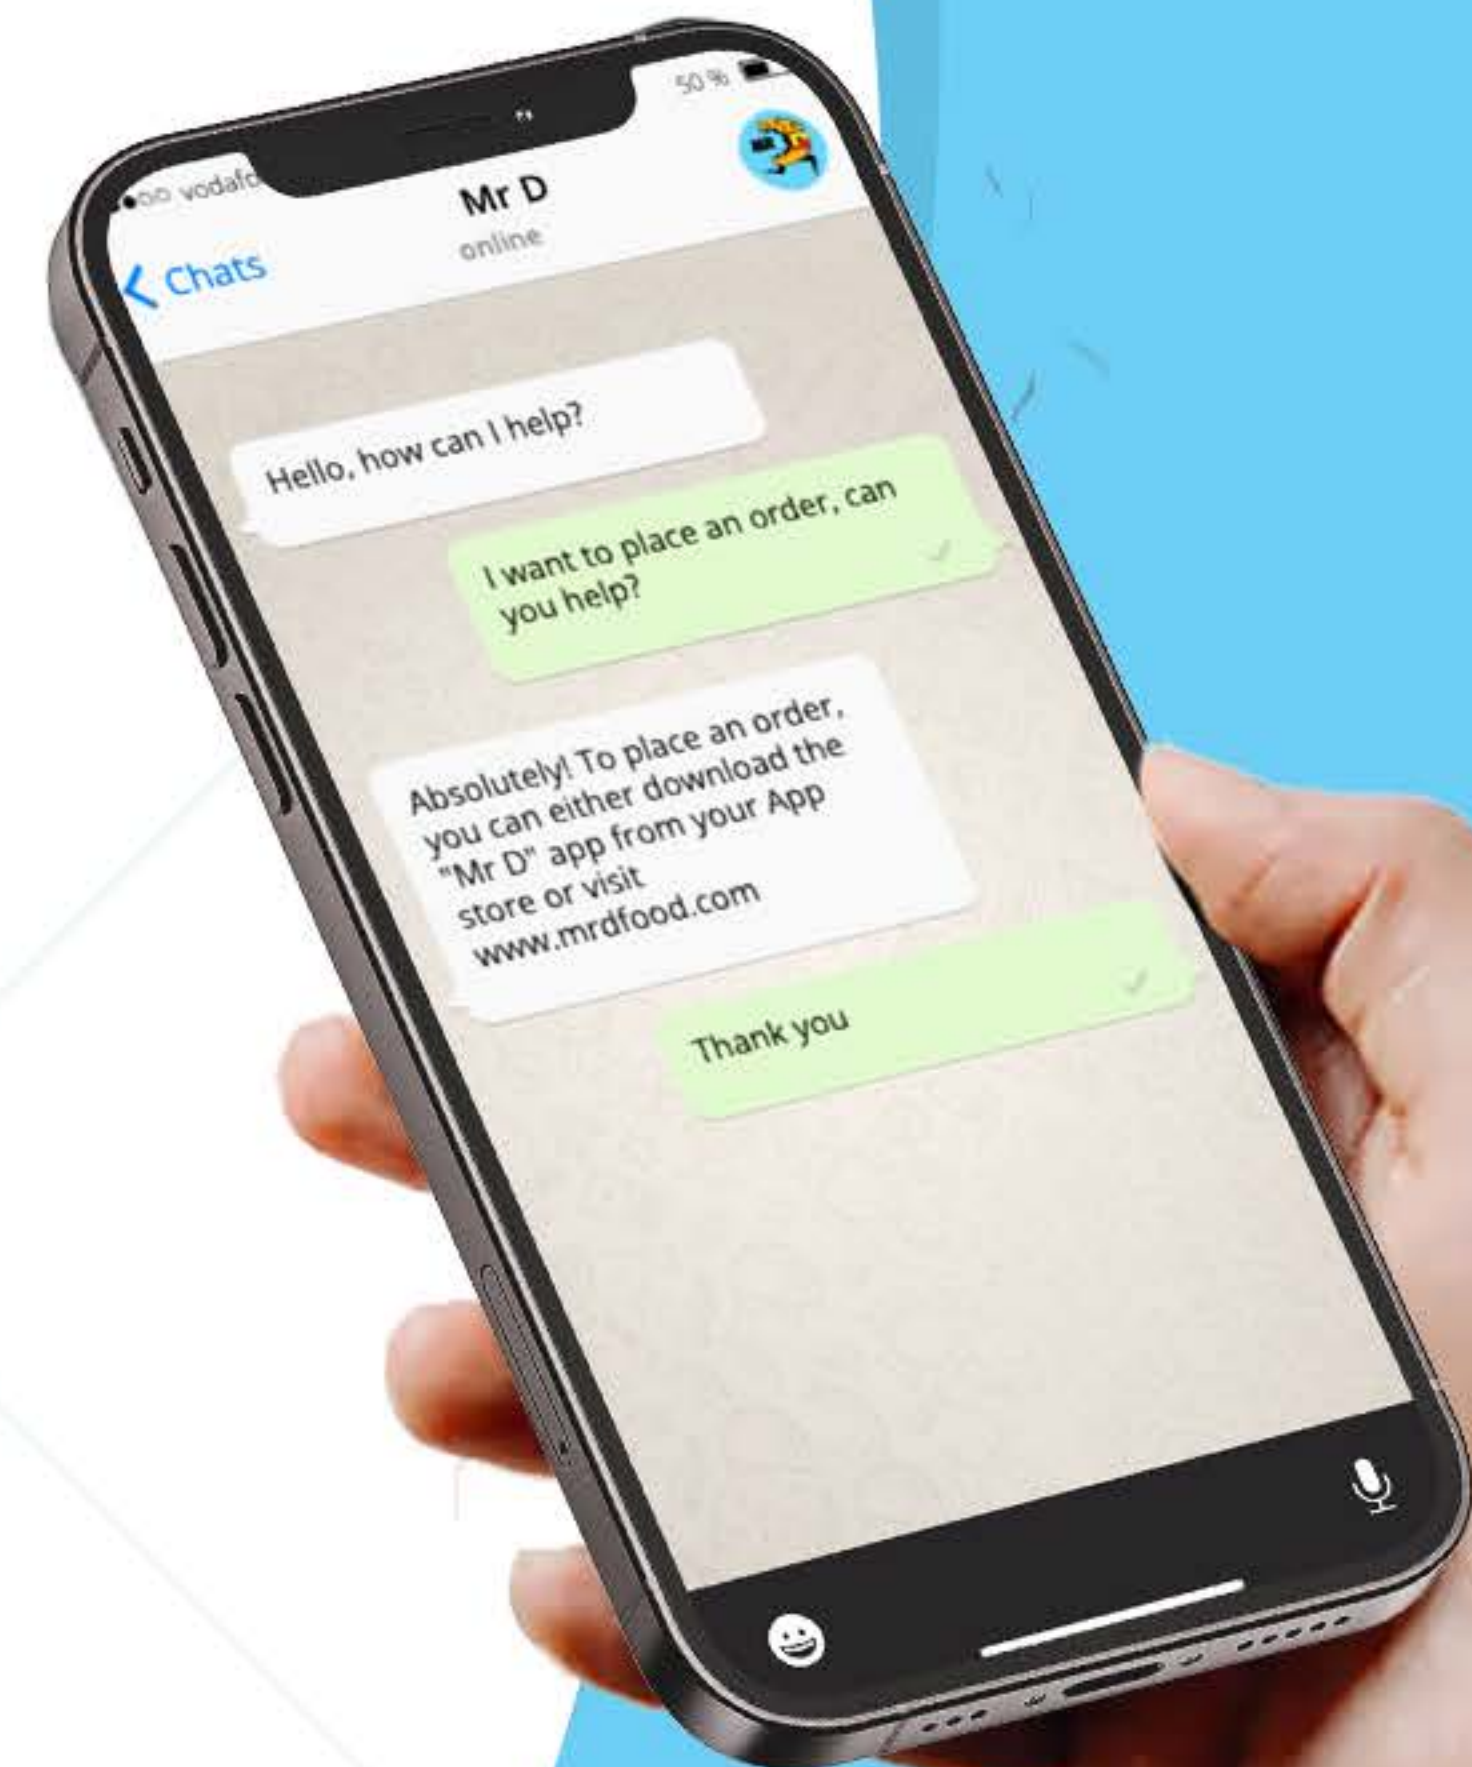 50 %
vodafo
Mr D
online
Chats
Hello, how can I help?
I want to place an order, can
you help?
Absolutely! To place an order,
you can either download the
"Mr D" app from your App
store or visit
www.mrdfood.com
Thank you